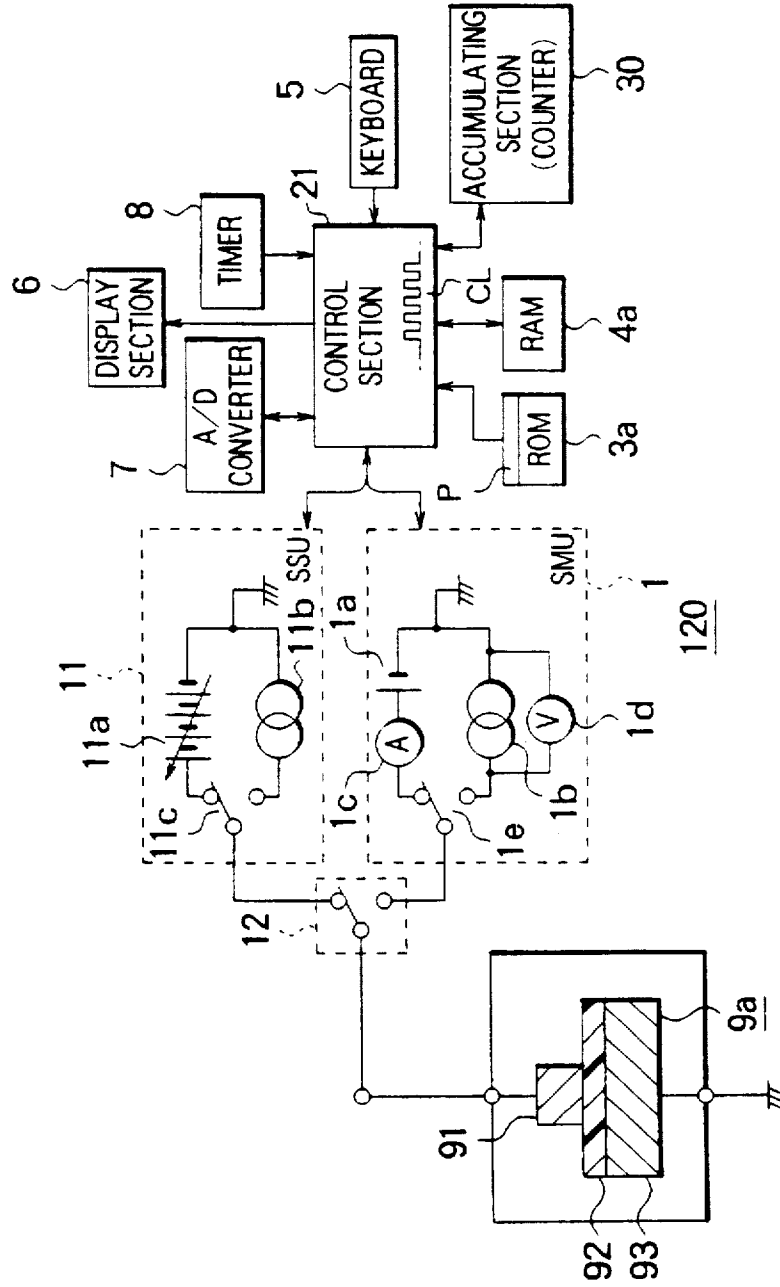 6
DISPLAY
SECTION
8
TIMER
21
5
KEYBOARD
7
A/D
CONVERTER
CONTROL
SECTION
CL
ACCUMULATING
SECTION
(COUNTER)
30
P
ROM
3a
RAM
4a
11
11a
11b
11c
SSU
12
1a
1c
A
1b
V
1d
1e
SMU
1
120
91
92
93
9a